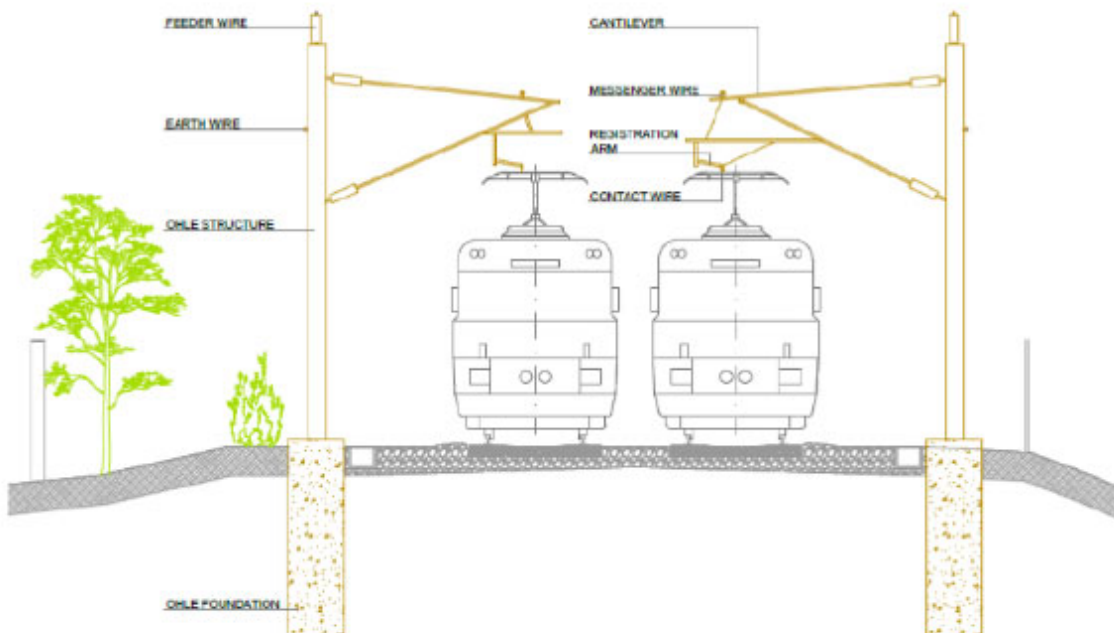 FEEDER WIRE
CANTILEVER
MESSENGER WIRE
EARTH WIRE
REGISTRATION
ARM
CONTACT WIRE
OHLE STRUCTURE
OHLE FOUNDATION